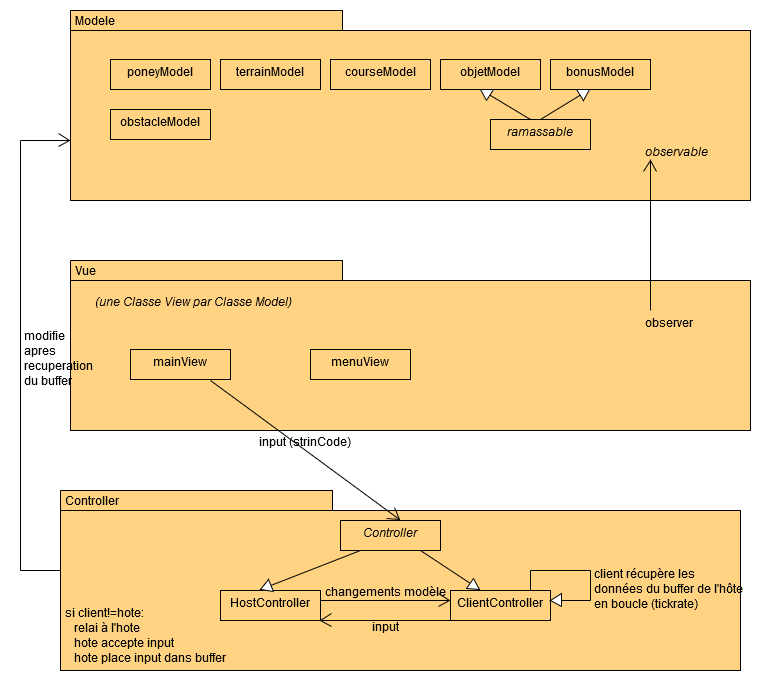 Modele
poneyModel
terrainModel
courseModel
objetModel
bonusModel
obstacleModel
ramassable
observable
Vue
(une Classe View par Classe Model)
observer
modifie
apres
recuperation
du buffer
mainView
menuView
input (strinCode)
Controller
Controller
HostController
changements modèle
ClientController
input
client récupère les
données du buffer de l'hôte
en boucle (tickrate)
si client!=hote:
relai à l'hote
hote accepte input
hote place input dans buffer